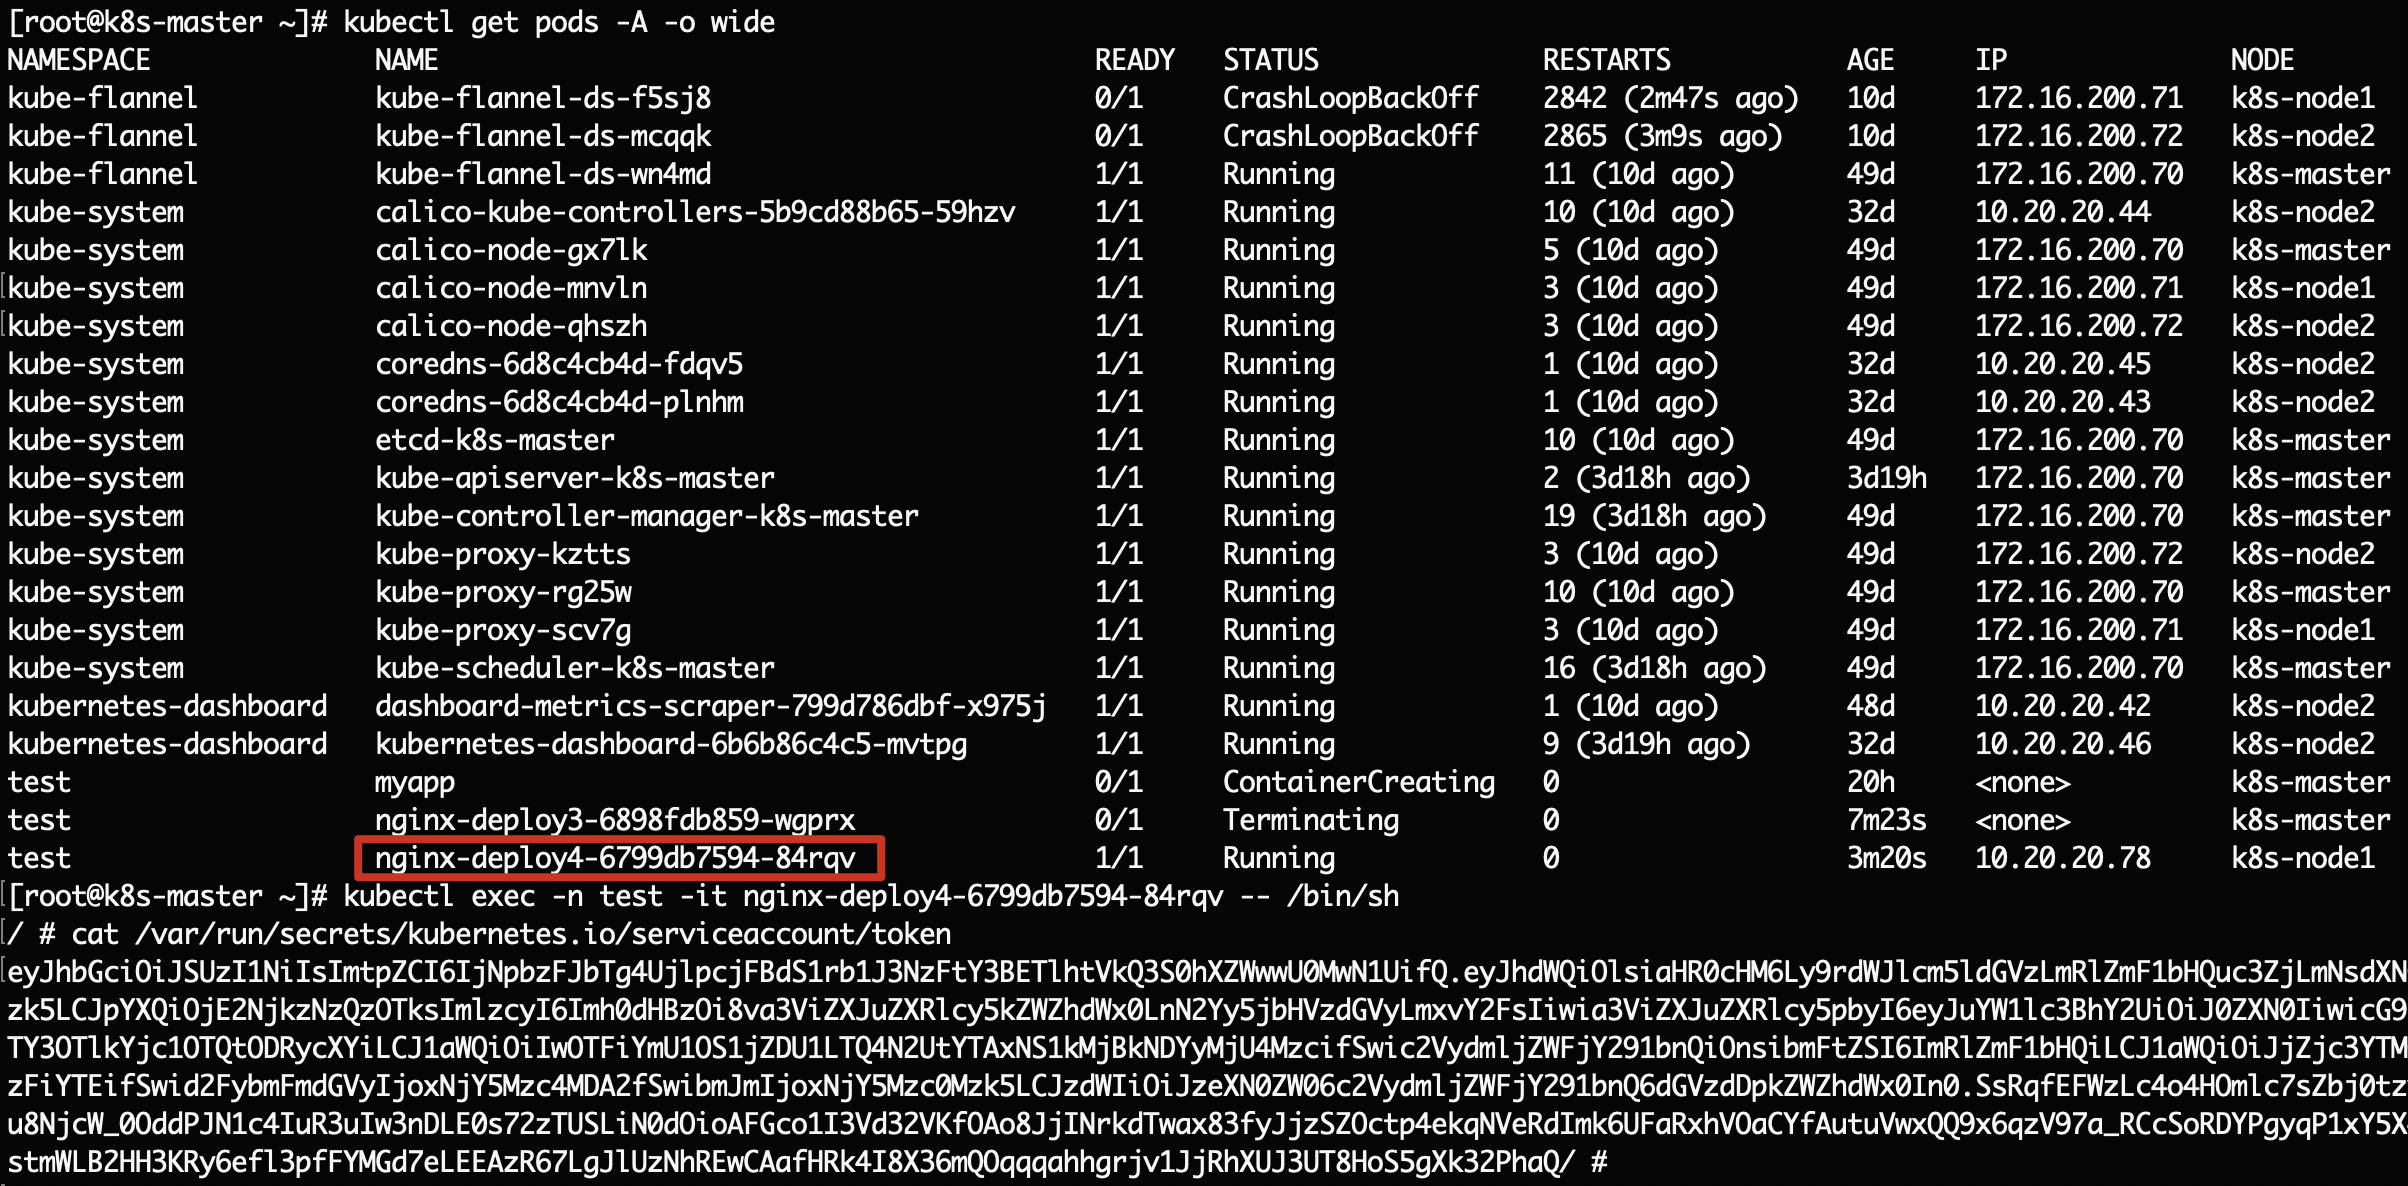 [root@k8s-master ~]# kubectl get pods -A -o wide
NAMESPACE NAME READY STATUS RESTARTS AGE IP NODE
kube-flannel kube-flannel-ds-f5sj8 0/1 CrashLoopBackOff 2842 (2m47s ago) 10d 172.16.200.71 k8s-node1
kube-flannel kube-flannel-ds-mcqqk 0/1 CrashLoopBackOff 2865 (3m9s ago) 10d 172.16.200.72 k8s-node2
kube-flannel kube-flannel-ds-wn4md 1/1 Running 11 (10d ago) 49d 172.16.200.70 k8s-master
kube-system calico-kube-controllers-5b9cd88b65-59hzv 1/1 Running 10 (10d ago) 32d 10.20.20.44 k8s-node2
kube-system calico-node-gx7lk 1/1 Running 5 (10d ago) 49d 172.16.200.70 k8s-master
kube-system calico-node-mnvln 1/1 Running 3 (10d ago) 49d 172.16.200.71 k8s-node1
kube-system calico-node-qhszh 1/1 Running 3 (10d ago) 49d 172.16.200.72 k8s-node2
kube-system coredns-6d8c4cb4d-fdqv5 1/1 Running 1 (10d ago) 32d 10.20.20.45 k8s-node2
kube-system coredns-6d8c4cb4d-plnhm 1/1 Running 1 (10d ago) 32d 10.20.20.43 k8s-node2
kube-system etcd-k8s-master 1/1 Running 10 (10d ago) 49d 172.16.200.70 k8s-master
kube-system kube-apiserver-k8s-master 1/1 Running 2 (3d18h ago) 3d19h 172.16.200.70 k8s-master
kube-system kube-controller-manager-k8s-master 1/1 Running 19 (3d18h ago) 49d 172.16.200.70 k8s-master
kube-system kube-proxy-kztts 1/1 Running 3 (10d ago) 49d 172.16.200.72 k8s-node2
kube-system kube-proxy-rg25w 1/1 Running 10 (10d ago) 49d 172.16.200.70 k8s-master
kube-system kube-proxy-scv7g 1/1 Running 3 (10d ago) 49d 172.16.200.71 k8s-node1
kube-system kube-scheduler-k8s-master 1/1 Running 16 (3d18h ago) 49d 172.16.200.70 k8s-master
kubernetes-dashboard dashboard-metrics-scraper-799d786dbf-x975j 1/1 Running 1 (10d ago) 48d 10.20.20.42 k8s-node2
kubernetes-dashboard kubernetes-dashboard-6b6b86c4c5-mvtpg 1/1 Running 9 (3d19h ago) 32d 10.20.20.46 k8s-node2
test myapp 0/1 ContainerCreating 0 20h <none> k8s-master
test nginx-deploy3-6898fdb859-wgprx 0/1 Terminating 0 7m23s <none> k8s-master
test nginx-deploy4-6799db7594-84rqv 1/1 Running 0 3m20s 10.20.20.78 k8s-node1
[root@k8s-master ~]# kubectl exec -n test -it nginx-deploy4-6799db7594-84rqv -- /bin/sh
/ # cat /var/run/secrets/kubernetes.io/serviceaccount/token
eyJhbGciOiJSUzI1NiIsImtpZCI6IjNpbzFJbTg4UjlpcjFBdS1rb1J3NzFtY3BETlhtVkQ3S0hXZWwwU0MwN1UifQ.eyJhdWQiOlsiaHR0cHM6Ly9rdWJlcm5ldGVzLmRlZmF1bHQuc3ZjLmNsdXN
zk5LCJpYXQiOjE2NjkzNzQzOTksImlzcyI6Imh0dHBzOi8va3ViZXJuZXRlcy5kZWZhdWx0LnN2Yy5jbHVzdGVyLmxvY2FsIiwia3ViZXJuZXRlcy5pbyI6eyJuYW1lc3BhY2UiOiJ0ZXN0IiwicG9
TY3OTlkYjc1OTQtODRycXYiLCJ1aWQiOiIwOTFiYmU1OS1jZDU1LTQ4N2UtYTAxNS1kMjBkNDYyMjU4MzcifSwic2VydmljZWFjY291bnQiOnsibmFtZSI6ImRlZmF1bHQiLCJ1aWQiOiJjZjc3YTM
zFiYTEifSwid2FybmFmdGVyIjoxNjY5Mzc4MDA2fSwibmJmIjoxNjY5Mzc0Mzk5LCJzdWIiOiJzeXN0ZW06c2VydmljZWFjY291bnQ6dGVzdDpkZWZhdWx0In0.SsRqfEFWzLc4o4HOmlc7sZbj0tz
u8NjcW_0OddPJN1c4IuR3uIw3nDLE0s72zTUSLiN0dOioAFGco1I3Vd32VKfOAo8JjINrkdTwax83fyJjzSZOctp4ekqNVeRdImk6UFaRxhVOaCYfAutuVwxQQ9x6qzV97a_RCcSoRDYPgyqP1xY5X
stmWLB2HH3KRy6efl3pfFYMGd7eLEEAzR67LgJlUzNhREwCAafHRk4I8X36mQOqqqahhgrjv1JjRhXUJ3UT8HoS5gXk32PhaQ/ #